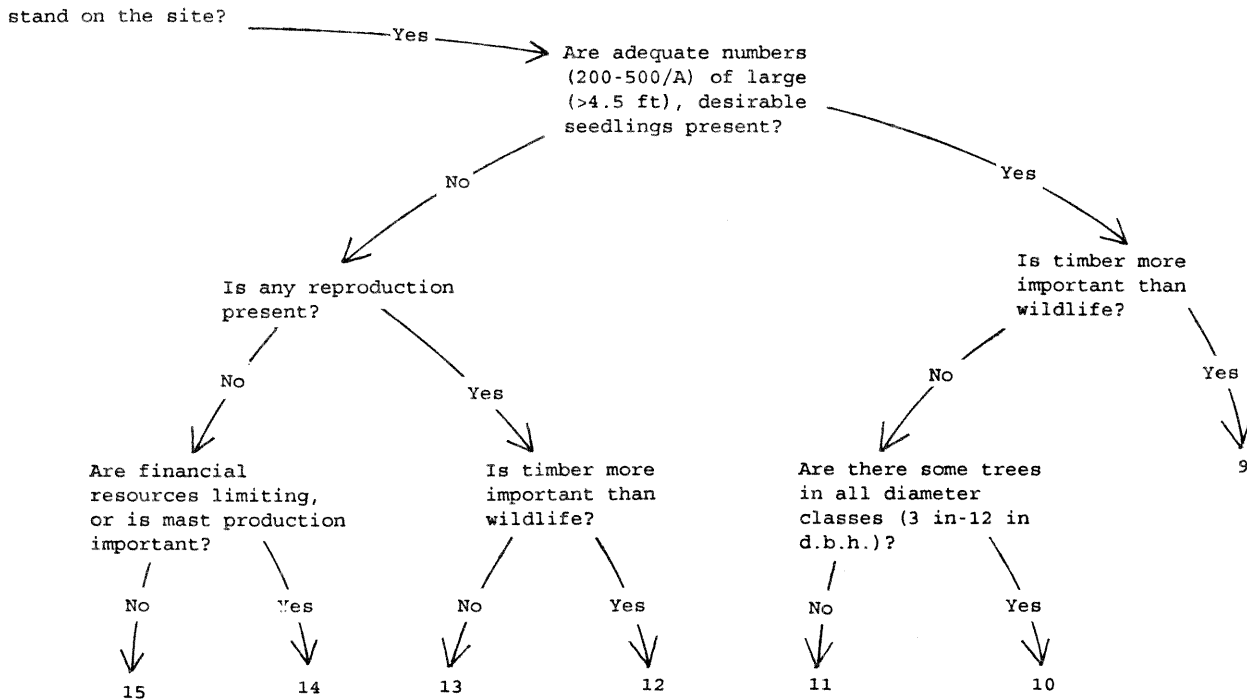 stand on the site?
Yes
Are adequate numbers
(200-500/A) of large
(>4.5 ft), desirable
seedlings present?
No
Yes
Is any reproduction
present?
Is timber more
important than
wildlife?
No
Yes
No
Yes
Are financial
resources limiting,
or is mast production
important?
Is timber more
important than
wildlife?
Are there some trees
in all diameter
classes (3 in-12 in
d.b.h.)?
9
No
Yes
No
Yes
No
Yes
15
14
13
12
11
10